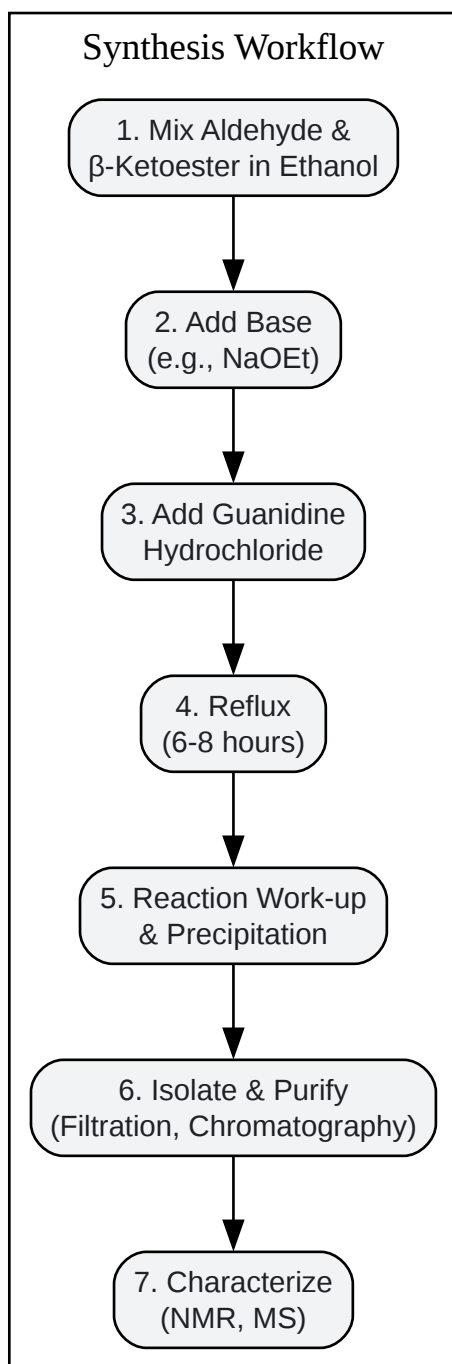 Synthesis Workflow
1. Mix Aldehyde &
β-Ketoester in Ethanol
2. Add Base
(e.g., NaOEt)
3. Add Guanidine
Hydrochloride
4. Reflux
(6-8 hours)
5. Reaction Work-up
& Precipitation
6. Isolate & Purify
(Filtration, Chromatography)
7. Characterize
(NMR, MS)